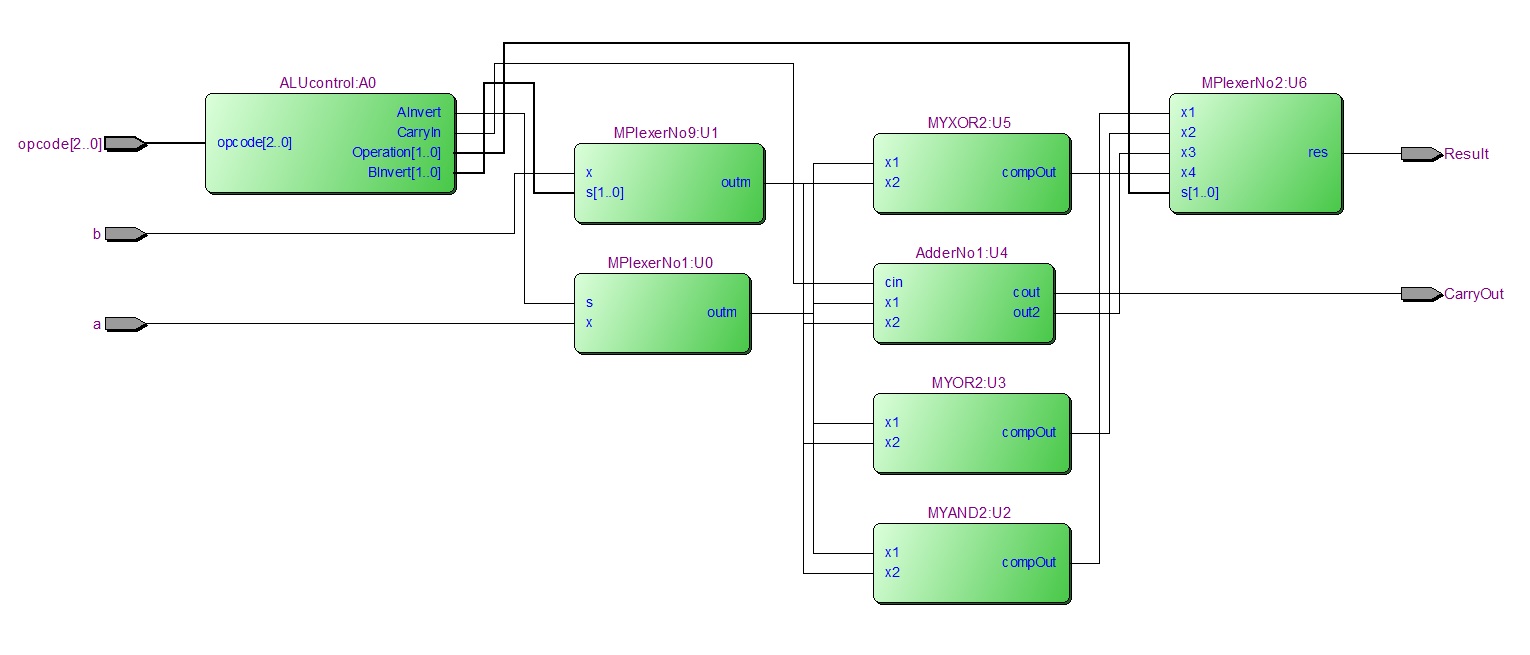 opcode[2..0]
ALUcontrol:A0
opcode[2..0]
AInvert
CarryIn
Operation[1..0]
BInvert[1..0]
b
a
MPlexerNo9:U1
x
s[1..0]
outm
MPlexerNo1:U0
s
x
outm
MYXOR2:U5
x1
x2
compOut
AdderNo1:U4
cin
x1
x2
cout
out2
MYOR2:U3
x1
x2
compOut
MYAND2:U2
x1
x2
compOut
MPlexerNo2:U6
x1
x2
x3
x4
s[1..0]
res
Result
CarryOut